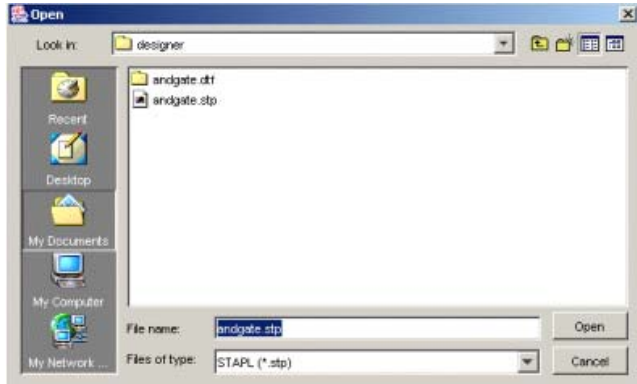 Open
Look in: designer
andgate.dtf
andgate.stp
Recent
Desktop
My Documents
My Computer
My Network ...
File name: andgate.stp Open
Files of type: STAPL (*.stp) Cancel